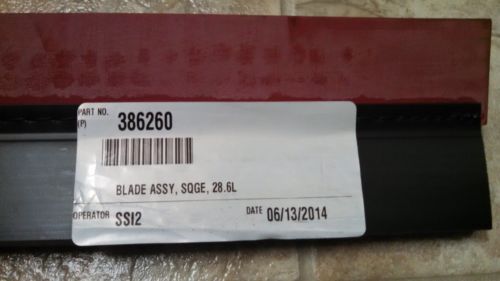 PART NO.
(P) 386260
BLADE ASSY, SQGE, 28.6L
OPERATOR SSI2 DATE 06/13/2014